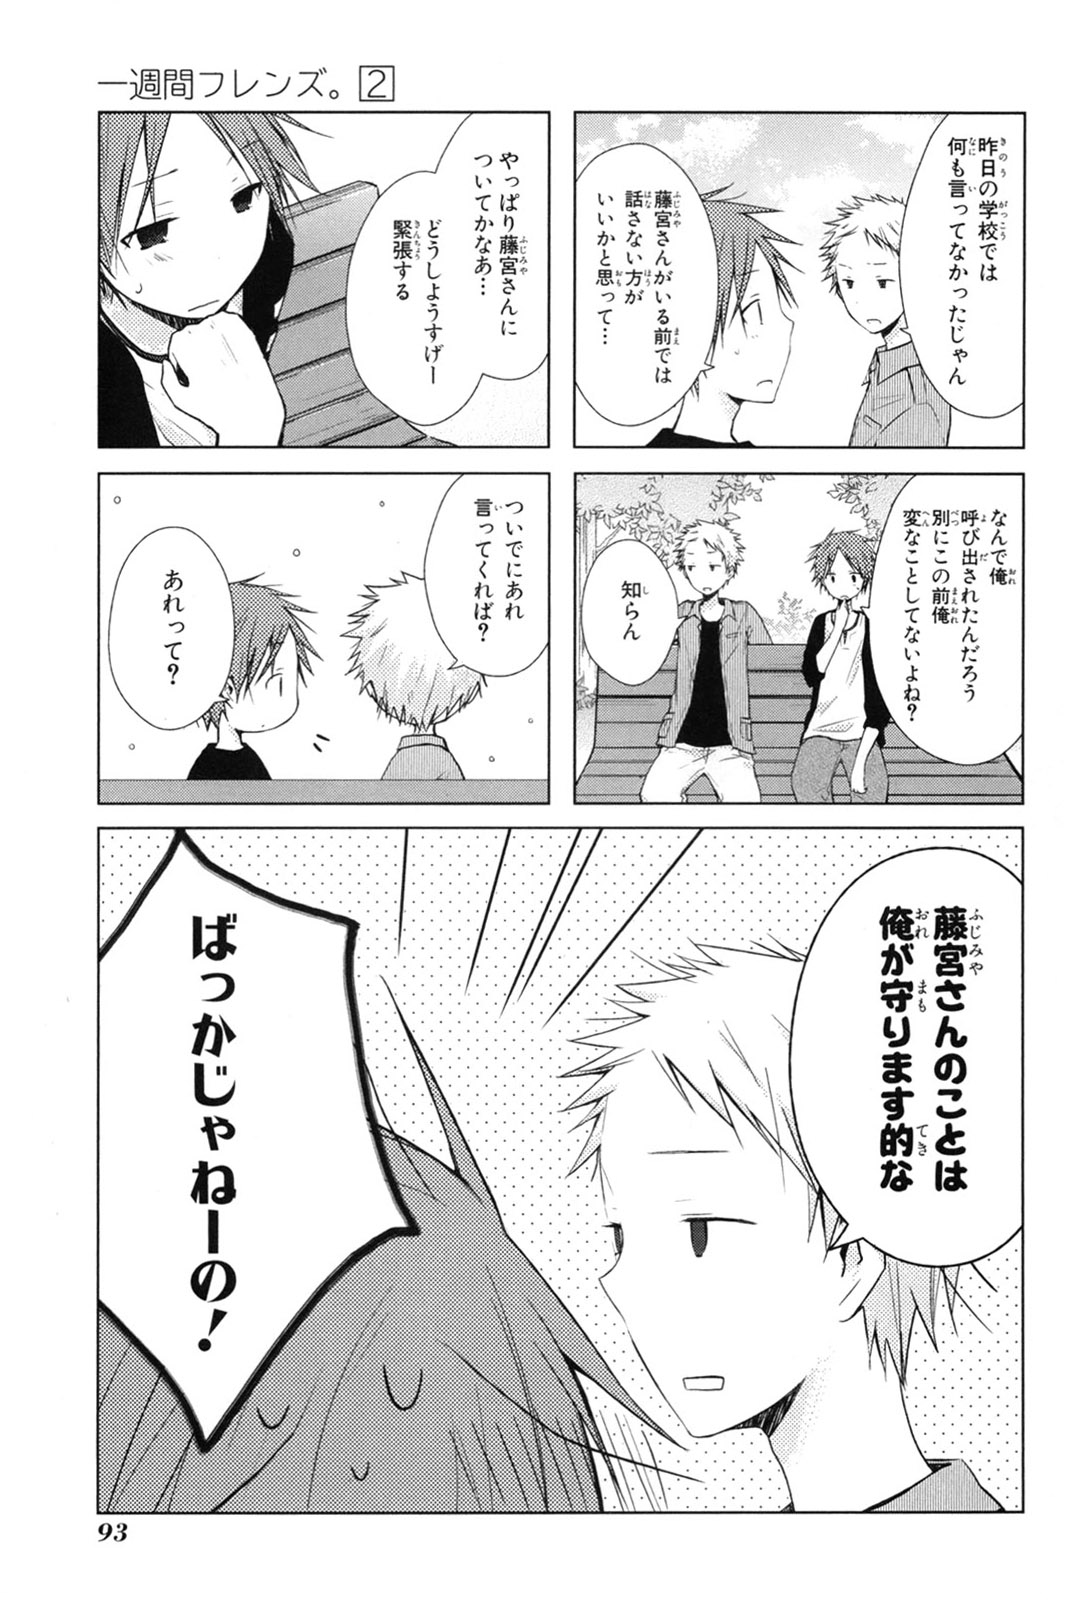 一週間フレンズ。2
昨日の学校では
何も言ってなかったじゃん
藤宮さんがいる前では
話さない方が
いいかと思って…
なんで俺
呼び出されたんだろう
別にこの前俺
変なことしてないよね?
知らん
やっぱり藤宮さんに
ついてかなあ…
どうしようすげー
緊張する
ついでにあれ
言ってくれば?
あれって?
藤宮さんのことは
俺が守ります的な
ばっかじゃねーの!
93